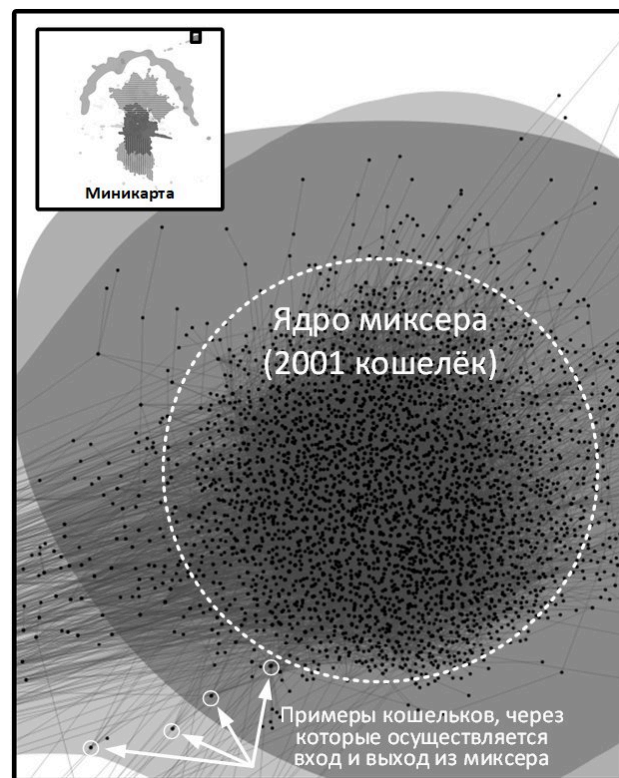 Миникарта
Ядро миксера
(2001 кошелёк)
Примеры кошельков, через
которые осуществляется
вход и выход из миксера